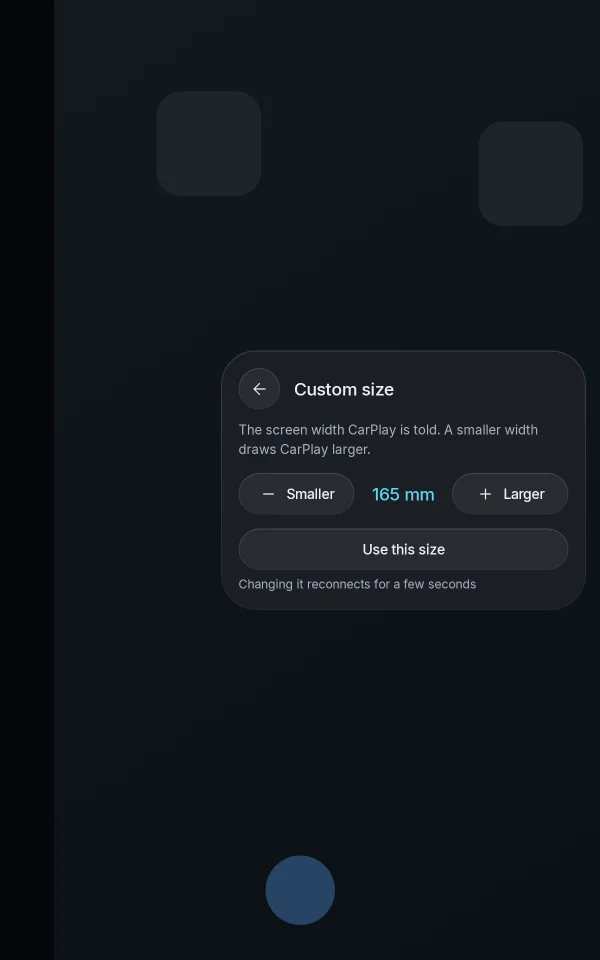 Custom size
The screen width CarPlay is told. A smaller width
draws CarPlay larger.
Smaller
165 mm
Larger
Use this size
Changing it reconnects for a few seconds